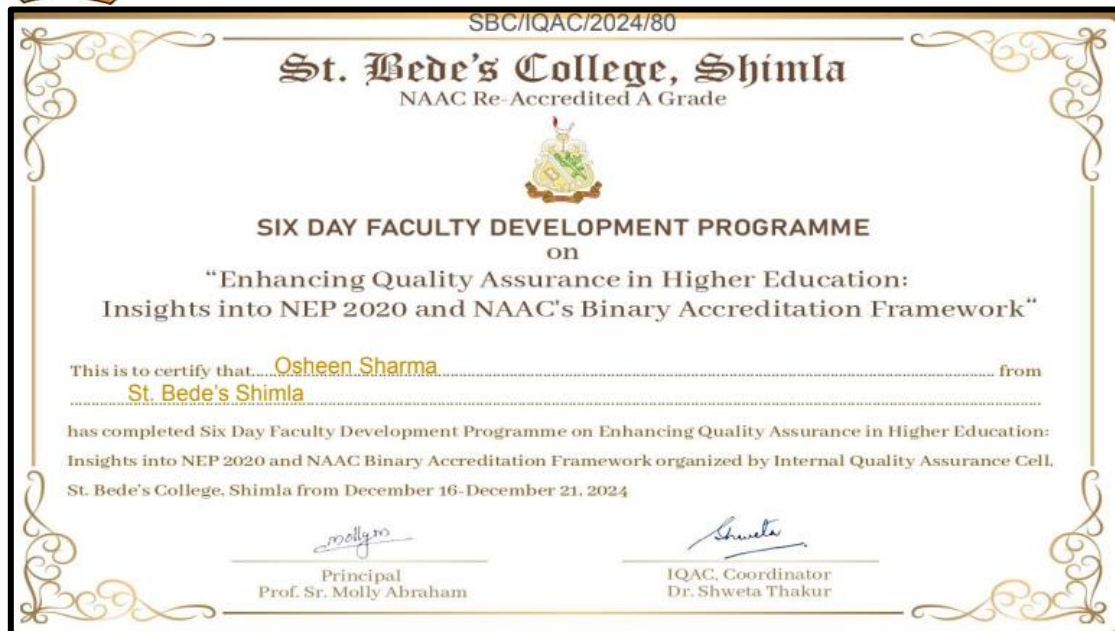 SBC/IQAC/2024/80
St. Bede's College, Shimla
NAAC Re-Accredited A Grade
SIX DAY FACULTY DEVELOPMENT PROGRAMME
on
“Enhancing Quality Assurance in Higher Education:
Insights into NEP 2020 and NAAC's Binary Accreditation Framework“
This is to certify that Osheen Sharma from
St. Bede's Shimla
has completed Six Day Faculty Development Programme on Enhancing Quality Assurance in Higher Education:
Insights into NEP 2020 and NAAC Binary Accreditation Framework organized by Internal Quality Assurance Cell,
St. Bede's College, Shimla from December 16-December 21, 2024
mollym Shweta
Principal IQAC, Coordinator
Prof. Sr. Molly Abraham Dr. Shweta Thakur